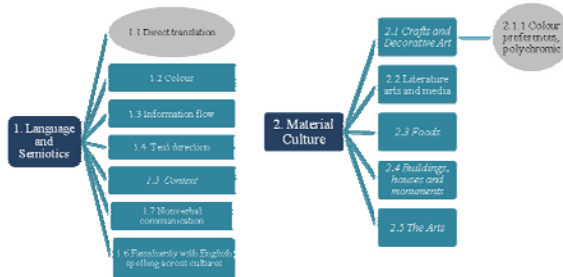 1. Language
and
Semiotics
1.1 Direct translation
1.2 Colour
1.3 Information flow
1.4 Text direction
1.5 Context
1.7 Nonverbal
communication
1.6 Familiarity with English
spelling across cultures
2. Material
Culture
2.1 Crafts and
Decorative Art
2.1.1 Colour
preferences,
polychromic
2.2 Literature
arts and media
2.3 Foods
2.4 Buildings,
houses and
monuments
2.5 The Arts